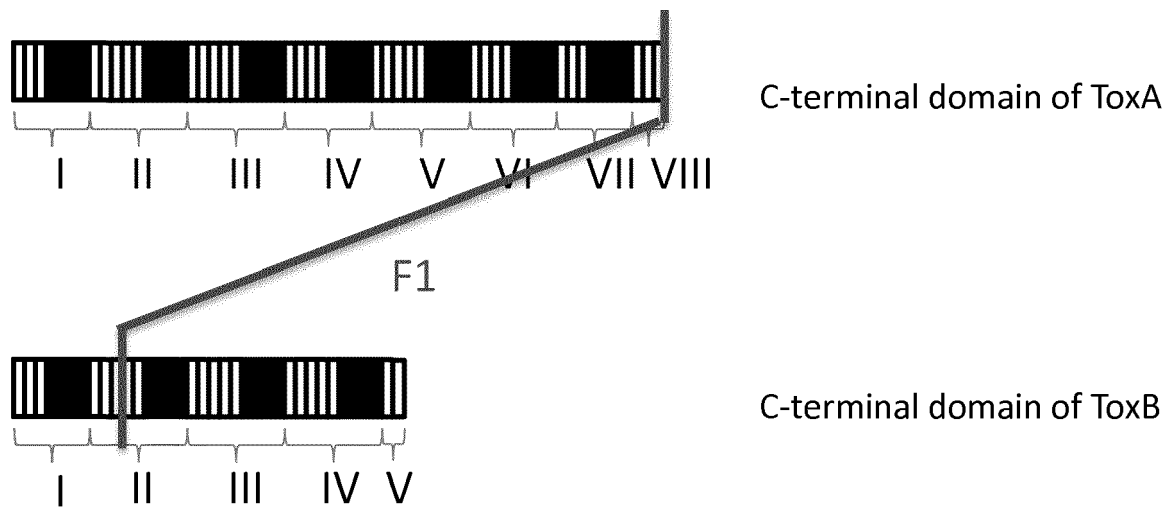 C-terminal domain of ToxA
I II III IV V VI VII VIII
F1
C-terminal domain of ToxB
I II III IV V